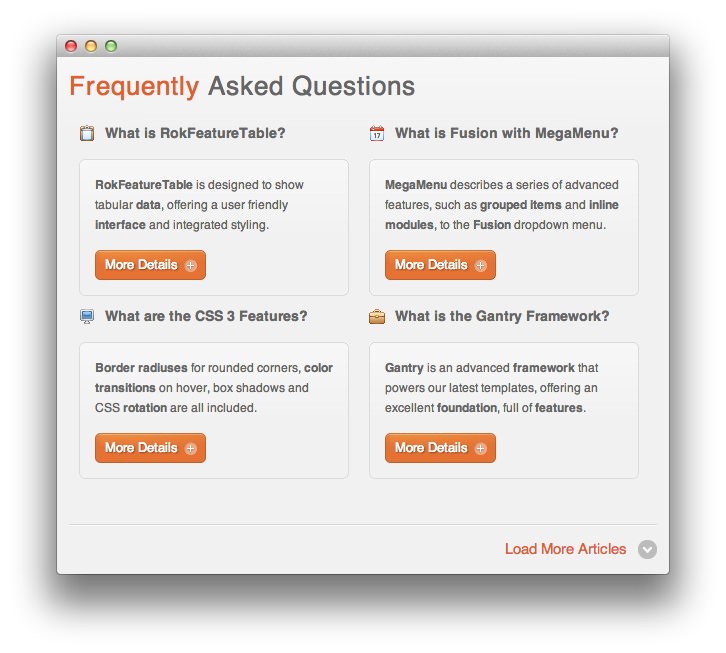 Frequently Asked Questions
What is RokFeatureTable?
RokFeatureTable is designed to show
tabular data, offering a user friendly
interface and integrated styling.
More Details
What is Fusion with MegaMenu?
17
MegaMenu describes a series of advanced
features, such as grouped items and inline
modules, to the Fusion dropdown menu.
More Details
What are the CSS 3 Features?
Border radiuses for rounded corners, color
transitions on hover, box shadows and
CSS rotation are all included.
More Details
What is the Gantry Framework?
Gantry is an advanced framework that
powers our latest templates, offering an
excellent foundation, full of features.
More Details
Load More Articles